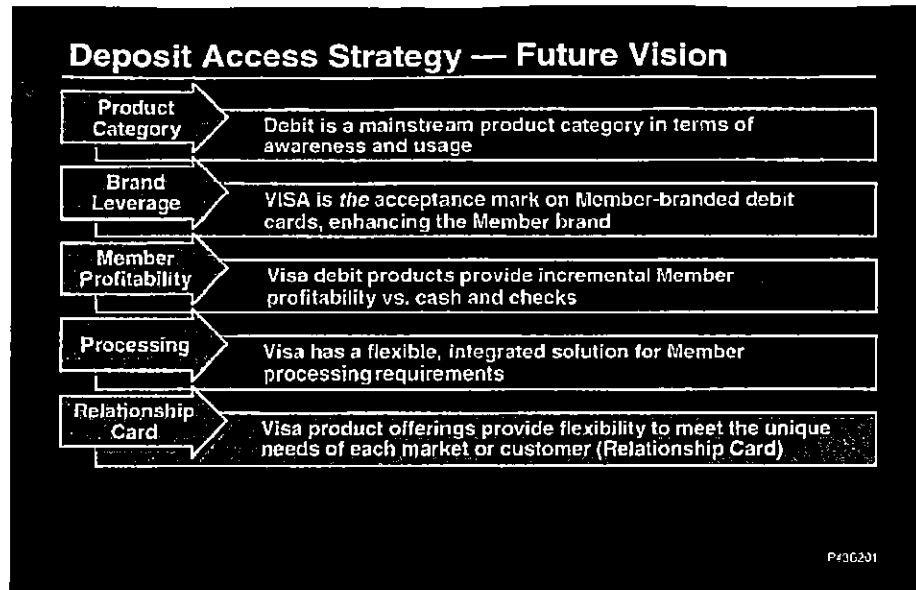 Deposit Access Strategy — Future Vision
Product
Category
Debit is a mainstream product category in terms of
awareness and usage
Brand
Leverage
VISA is the acceptance mark on Member-branded debit
cards, enhancing the Member brand
Member
Profitability
Visa debit products provide incremental Member
profitability vs. cash and checks
Processing
Visa has a flexible, integrated solution for Member
processing requirements
Relationship
Card
Visa product offerings provide flexibility to meet the unique
needs of each market or customer (Relationship Card)
P#36201